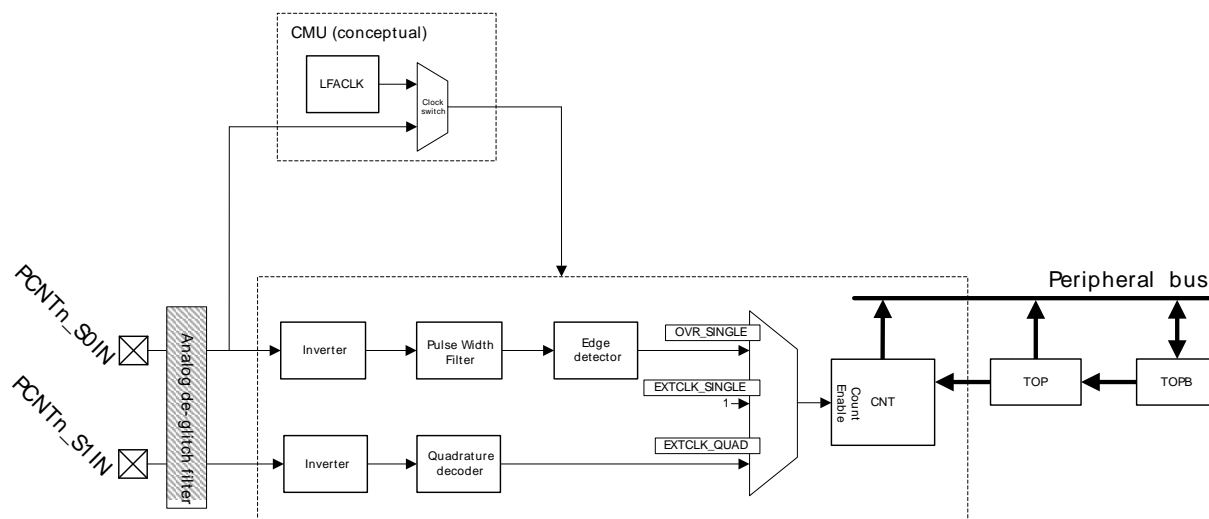 CMU (conceptual)
LFACLK
Clock
switch
PCNTn_S0IN
PCNTn_S1IN
Analog de-glitch filter
Inverter
Pulse Width
Filter
Edge
detector
OVR_SINGLE
EXTCLK_SINGLE
1
EXTCLK_QUAD
Inverter
Quadrature
decoder
Count
Enable
CNT
Peripheral bus
TOP
TOPB